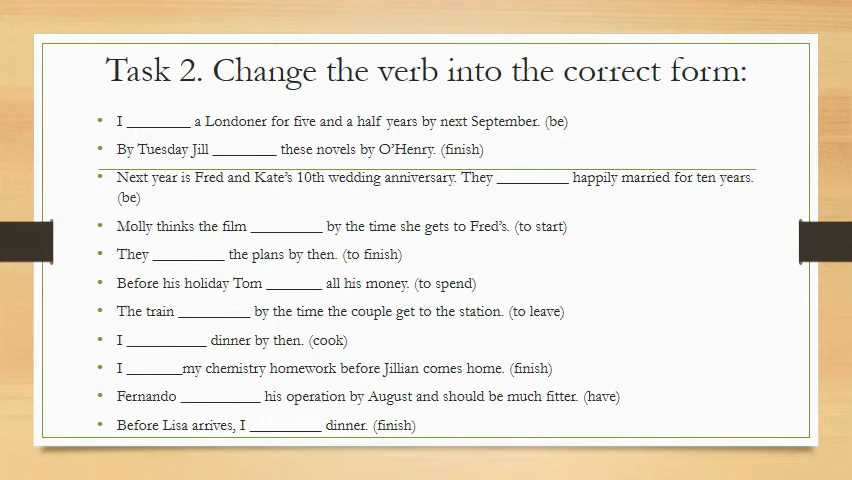 Task 2. Change the verb into the correct form:
• I ________ a Londoner for five and a half years by next September. (be)
• By Tuesday Jill ________ these novels by O’Henry. (finish)
• Next year is Fred and Kate’s 10th wedding anniversary. They _________ happily married for ten years.
(be)
• Molly thinks the film _________ by the time she gets to Fred’s. (to start)
• They _________ the plans by then. (to finish)
• Before his holiday Tom _______ all his money. (to spend)
• The train _________ by the time the couple get to the station. (to leave)
• I __________ dinner by then. (cook)
• I _______my chemistry homework before Jillian comes home. (finish)
• Fernando __________ his operation by August and should be much fitter. (have)
• Before Lisa arrives, I _________ dinner. (finish)